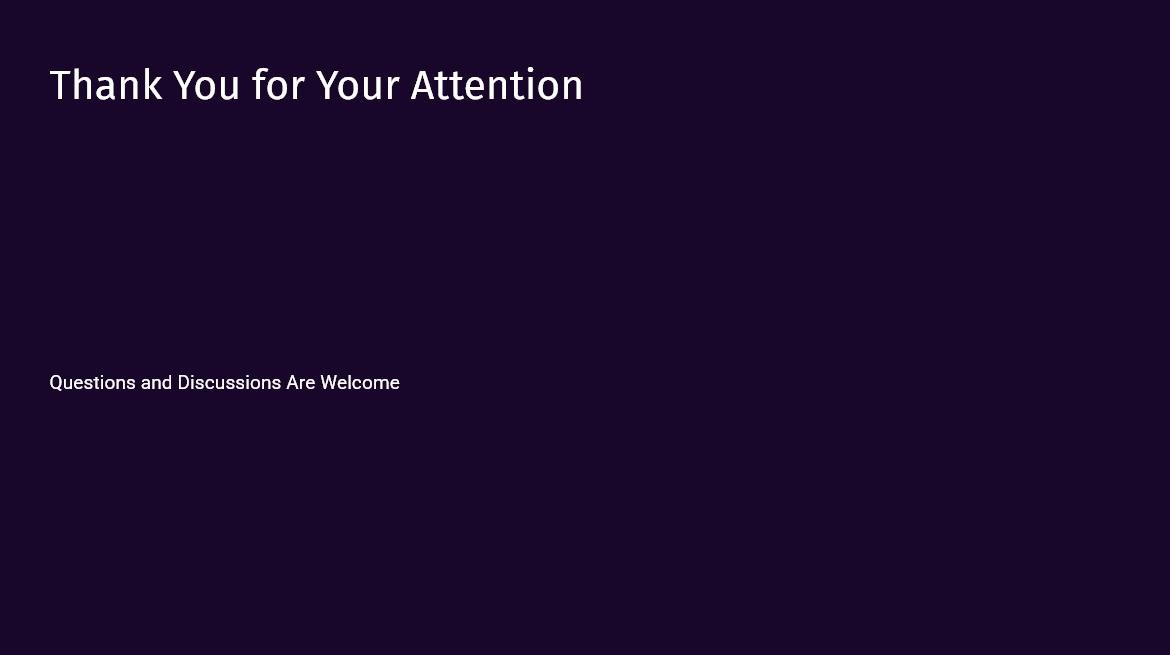 Thank You for Your Attention
Questions and Discussions Are Welcome